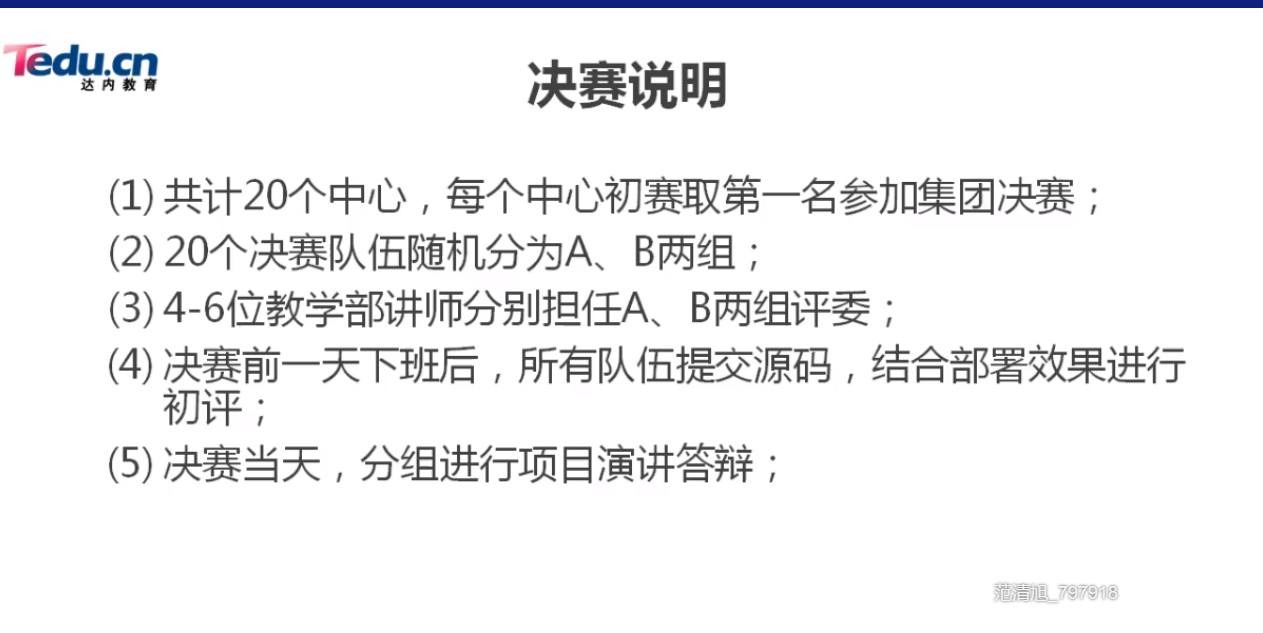 Tedu.cn
达内教育
决赛说明
(1) 共计20个中心，每个中心初赛取第一名参加集团决赛；
(2) 20个决赛队伍随机分为A、B两组；
(3) 4-6位教学部讲师分别担任A、B两组评委；
(4) 决赛前一天下班后，所有队伍提交源码，结合部署效果进行
初评；
(5) 决赛当天，分组进行项目演讲答辩；
范清旭_797918